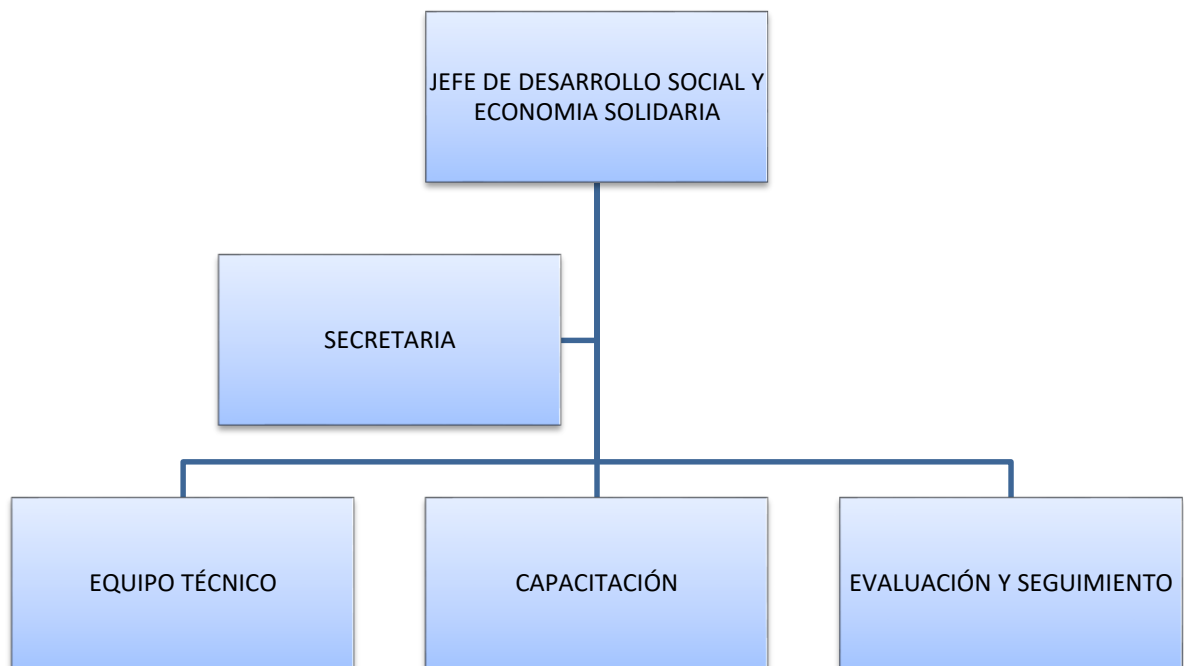 JEFE DE DESARROLLO SOCIAL Y
ECONOMIA SOLIDARIA
SECRETARIA
EQUIPO TÉCNICO
CAPACITACIÓN
EVALUACIÓN Y SEGUIMIENTO